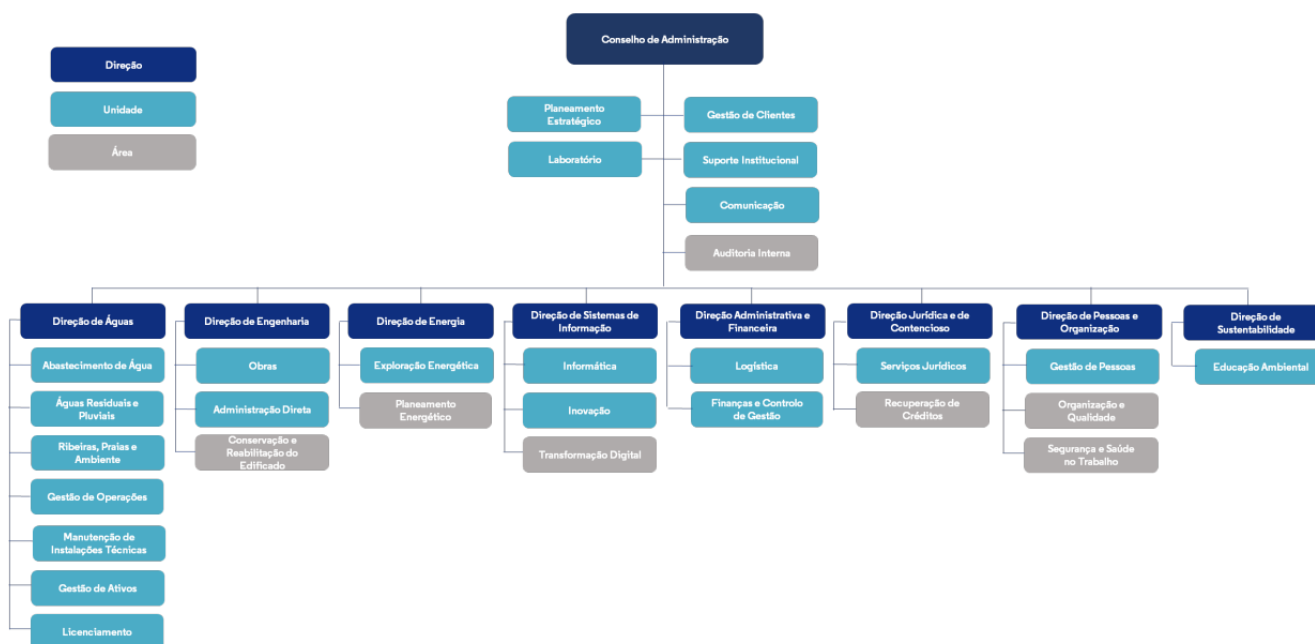 Conselho de Administração
Direção
Unidade
Área
Planeamento
Estratégico
Gestão de Clientes
Laboratório
Suporte Institucional
Comunicação
Auditoria Interna
Direção de Águas
Abastecimento de Água
Águas Residuais e
Pluviais
Ribeiras, Praias e
Ambiente
Gestão de Operações
Manutenção de
Instalações Técnicas
Gestão de Ativos
Licenciamento
Direção de Engenharia
Obras
Administração Direta
Conservação e
Reabilitação do
Edificado
Direção de Energia
Exploração Energética
Planeamento
Energético
Direção de Sistemas de
Informação
Informática
Inovação
Transformação Digital
Direção Administrativa e
Financeira
Logística
Finanças e Controlo
de Gestão
Direção Jurídica e de
Contencioso
Serviços Jurídicos
Recuperação de
Créditos
Direção de Pessoas e
Organização
Gestão de Pessoas
Organização e
Qualidade
Segurança e Saúde
no Trabalho
Direção de
Sustentabilidade
Educação Ambiental